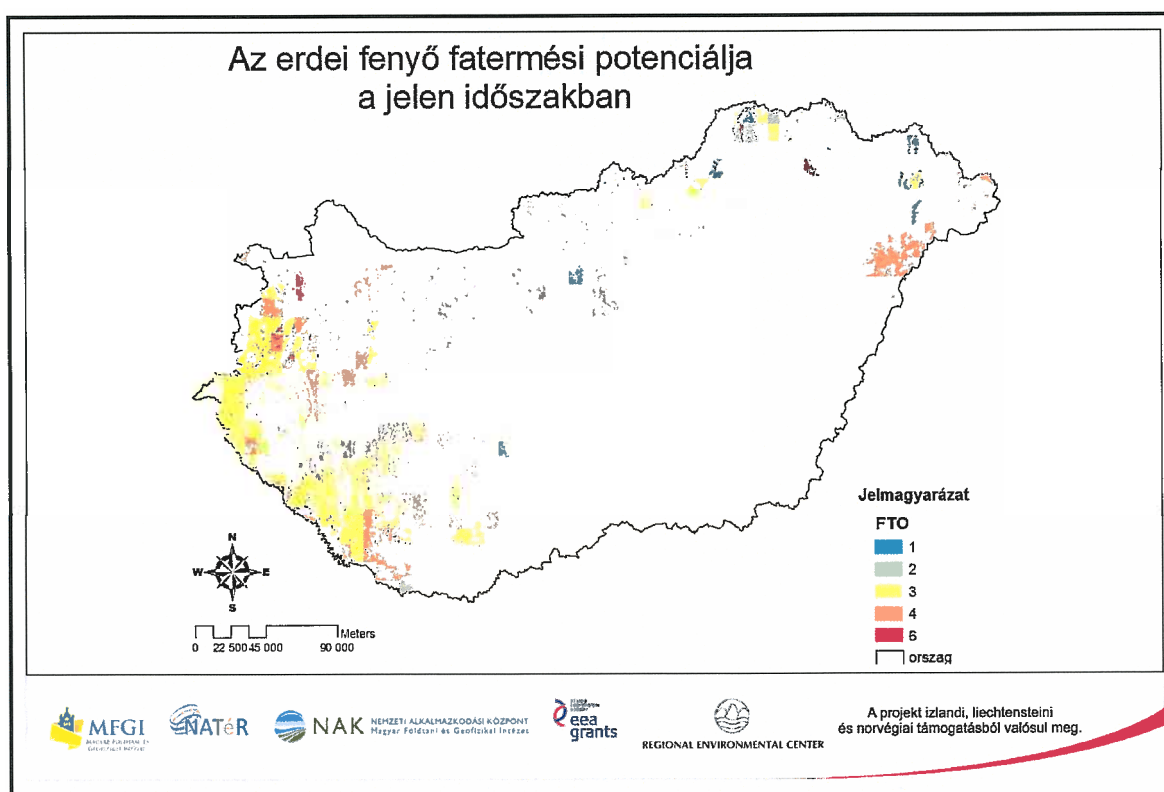 Az erdei fenyő fatermési potenciálja
a jelen időszakban
N
W E
S
0 22 500 45 000 90 000
Meters
Jelmagyarázat
FTO
1
2
3
4
6
orszag
MFGI
NATéR
NAK NEMZETI ALKALMAZKODÁSI KÖZPONT
Magyar Földtani és Geofizikai Intézet
eea
grants
REGIONAL ENVIRONMENTAL CENTER
A projekt izlandi, liechtensteini
és norvégiai támogatásból valósul meg.